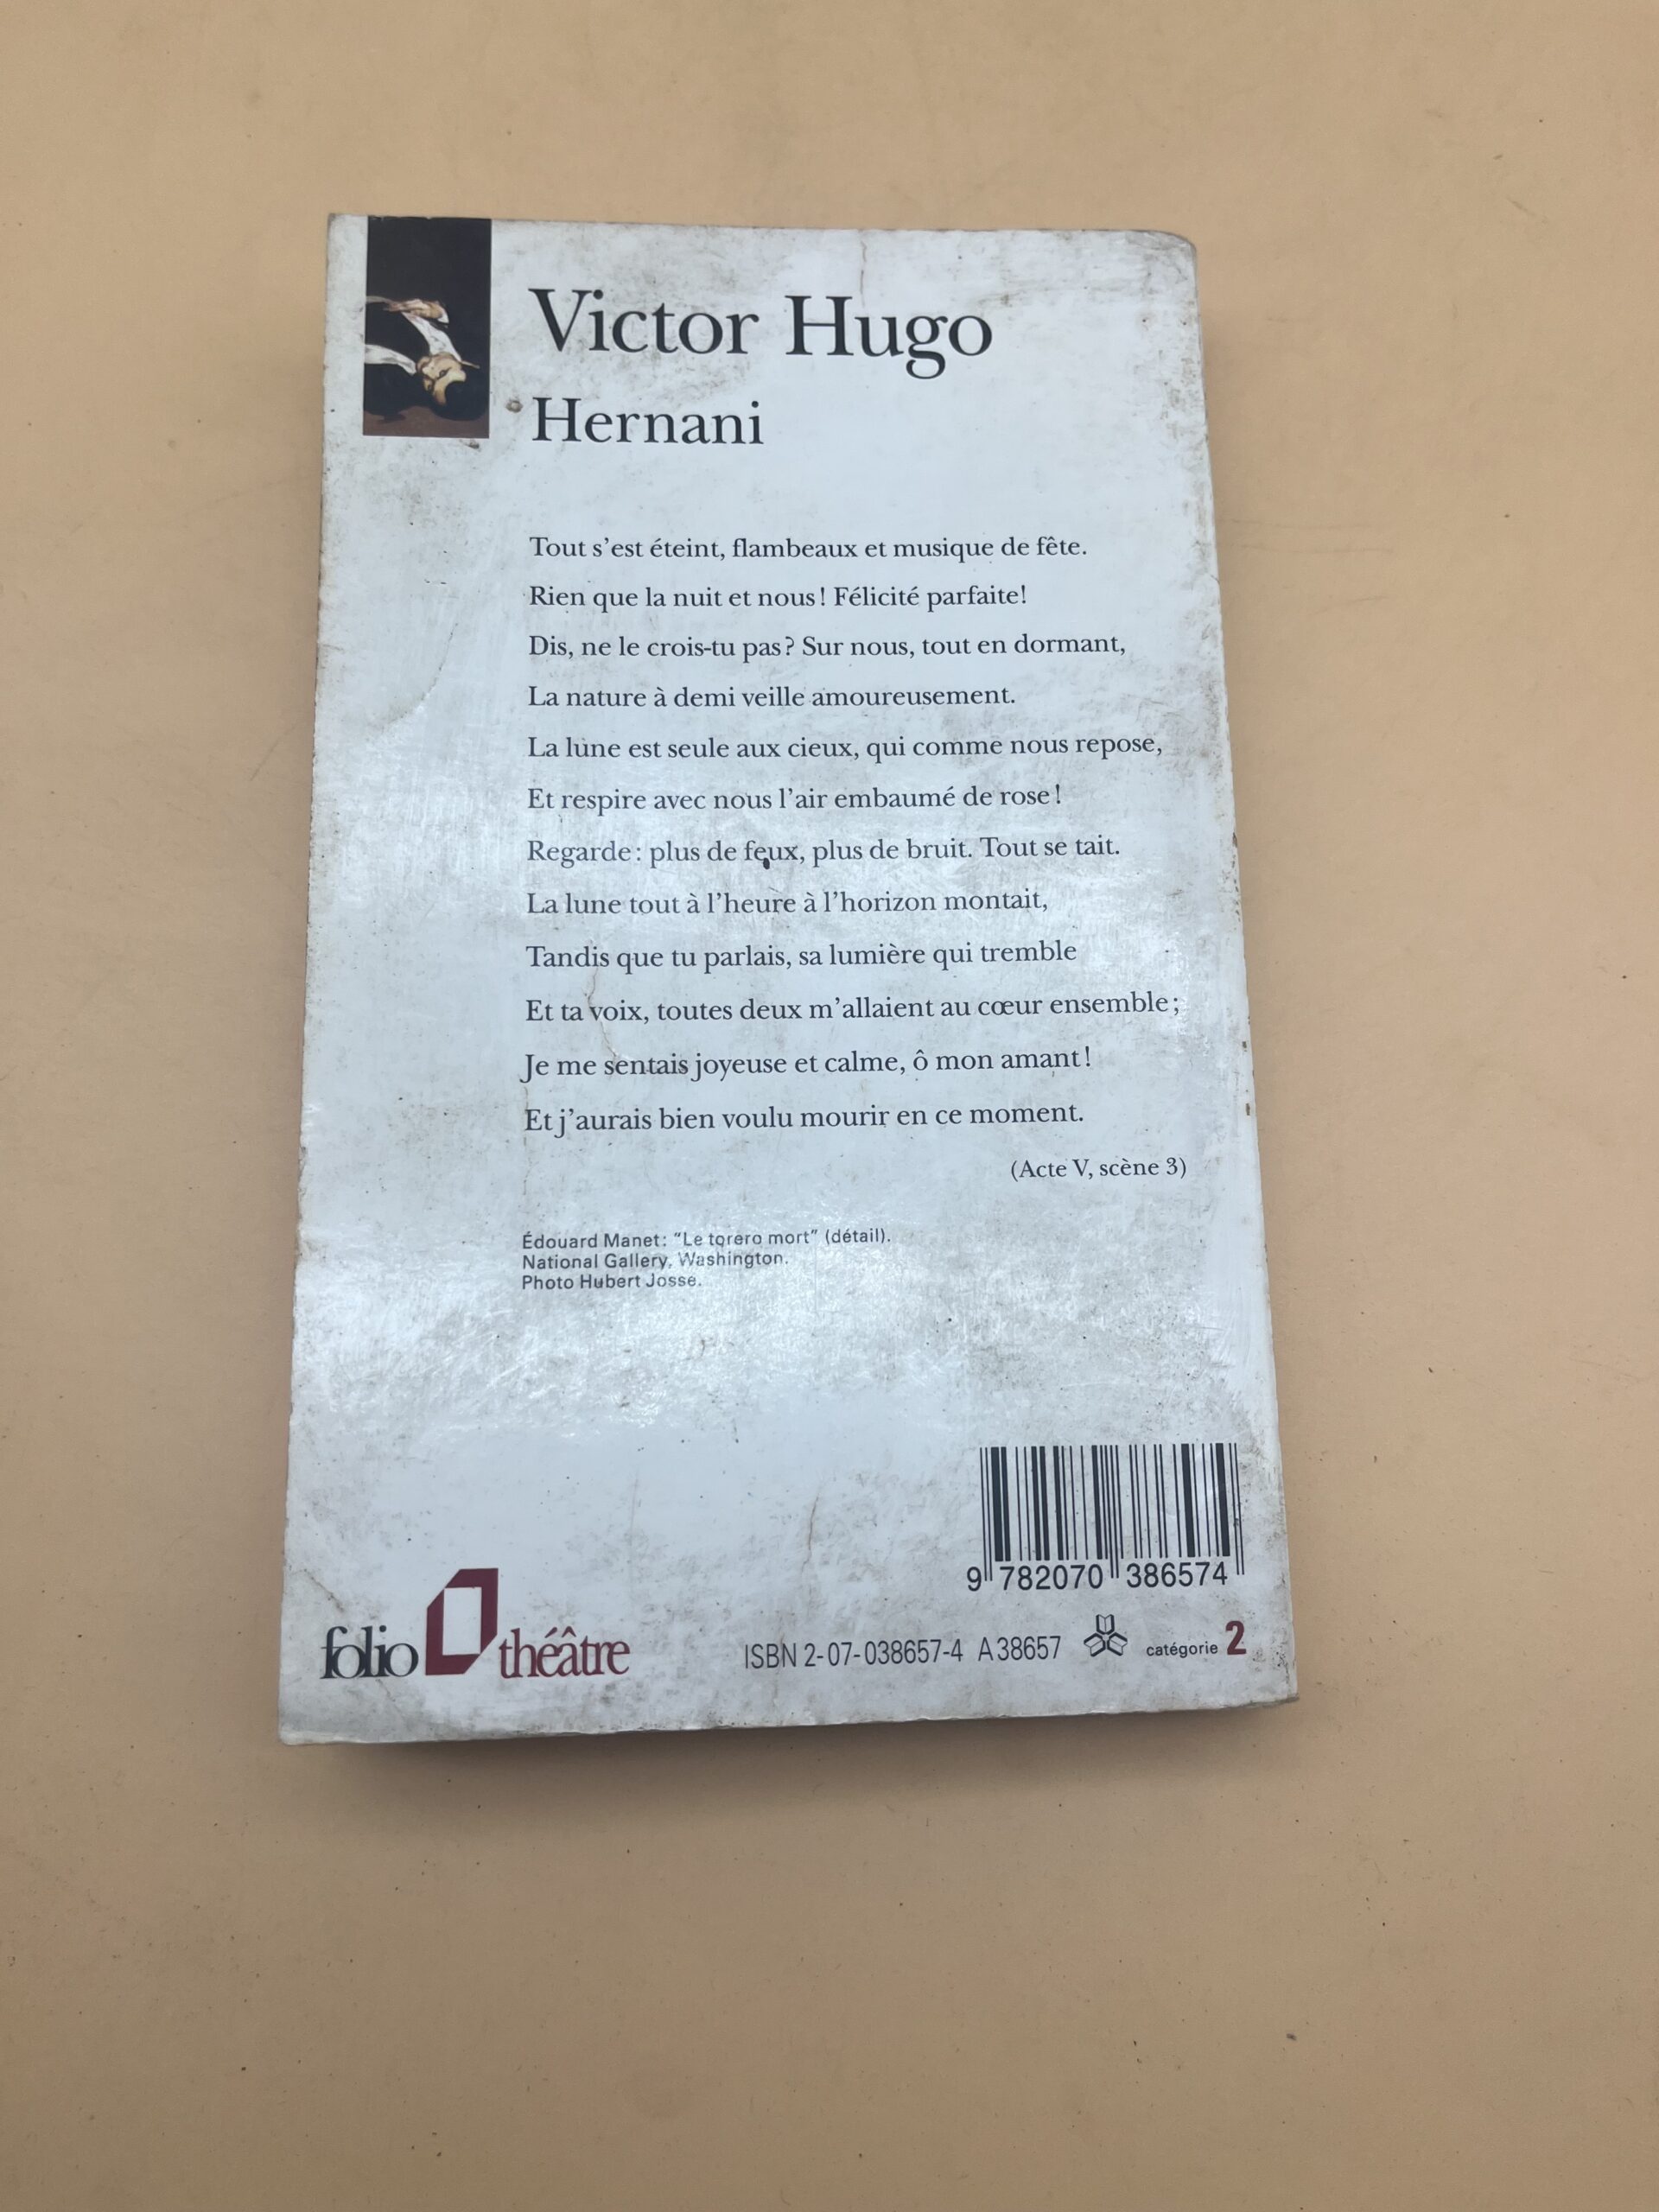 Victor Hugo
Hernani
Tout s’est éteint, flambeaux et musique de fête.
Rien que la nuit et nous ! Félicité parfaite!
Dis, ne le crois-tu pas ? Sur nous, tout en dormant,
La nature à demi veille amoureusement.
La lune est seule aux cieux, qui comme nous repose,
Et respire avec nous l’air embaumé de rose !
Regarde : plus de feux, plus de bruit. Tout se tait.
La lune tout à l’heure à l’horizon montait,
Tandis que tu parlais, sa lumière qui tremble
Et ta voix, toutes deux m’allaient au cœur ensemble ;
Je me sentais joyeuse et calme, ô mon amant !
Et j’aurais bien voulu mourir en ce moment.
(Acte V, scène 3)
Édouard Manet : “Le torero mort” (détail).
National Gallery, Washington.
Photo Hubert Josse.
9 782070 386574
folio théâtre
ISBN 2-07-038657-4 A 38657 catégorie 2